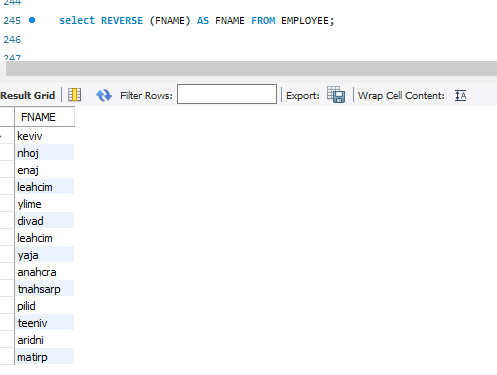 244
245 select REVERSE (FNAME) AS FNAME FROM EMPLOYEE;
246
247
Result Grid Filter Rows: Export: Wrap Cell Content: IA
FNAME
keviv
nhoj
enaj
leahcim
ylime
divad
leahcim
yaja
anahcra
tnahsarp
pilid
teeniv
aridni
matirp